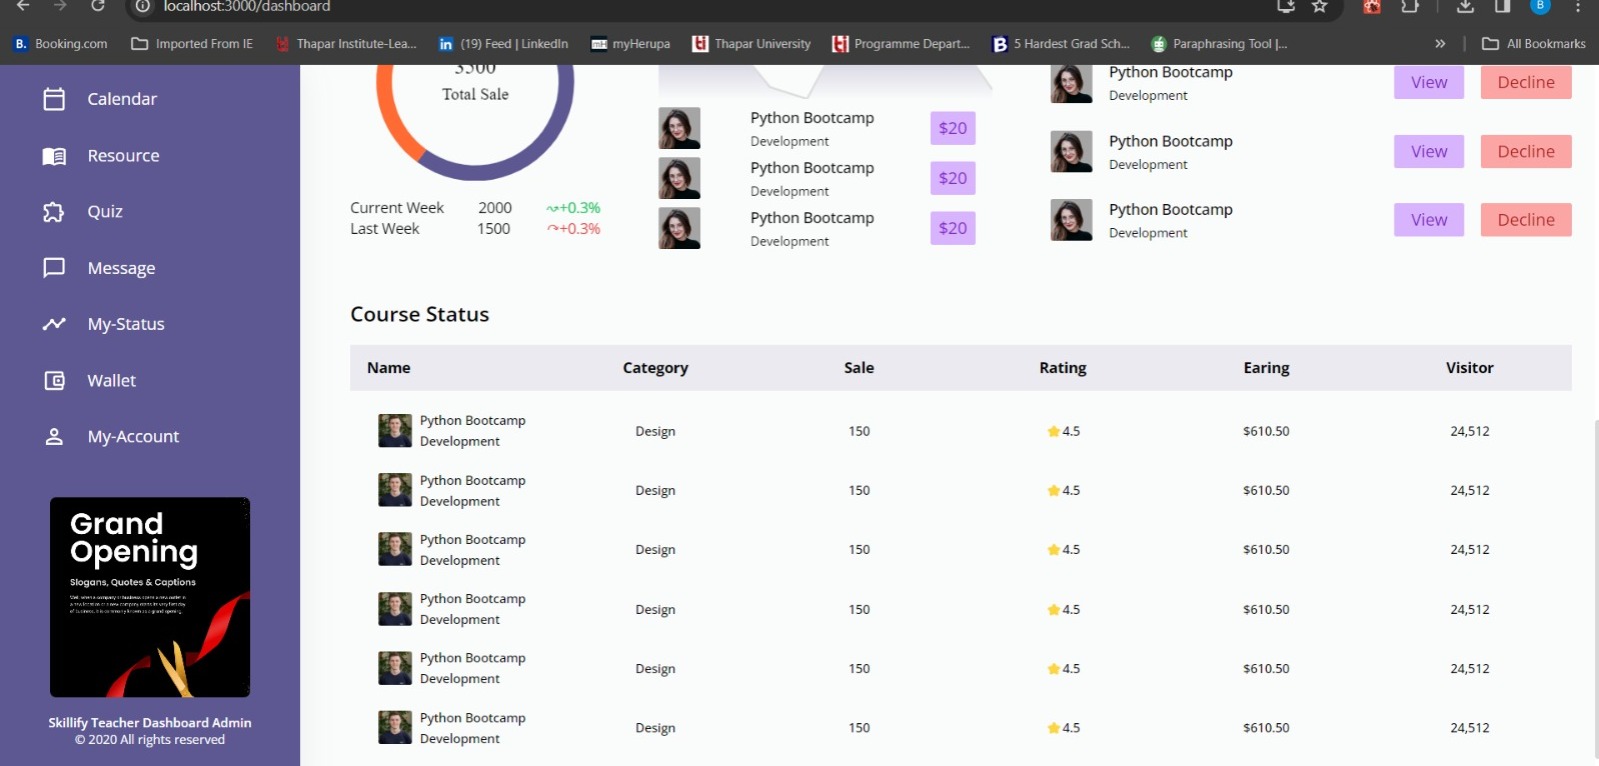 localhost:3000/dashboard
B
B. Booking.com
Imported From IE
Thapar Institute-Lea...
in (19) Feed | LinkedIn
mH myHerupa
Thapar University
Programme Depart...
B 5 Hardest Grad Sch...
Paraphrasing Tool |...
»
All Bookmarks
Calendar
Resource
Quiz
Message
My-Status
Wallet
My-Account
Grand
Opening
Slogans, Quotes & Captions
Skillify Teacher Dashboard Admin
© 2020 All rights reserved
3500
Total Sale
Current Week 2000 +0.3%
Last Week 1500 +0.3%
Python Bootcamp
Development
$20
Python Bootcamp
Development
$20
Python Bootcamp
Development
$20
Python Bootcamp
Development
View Decline
Python Bootcamp
Development
View Decline
Python Bootcamp
Development
View Decline
Course Status
Name Category Sale Rating Earing Visitor
Python Bootcamp
Development
Design 150 4.5 $610.50 24,512
Python Bootcamp
Development
Design 150 4.5 $610.50 24,512
Python Bootcamp
Development
Design 150 4.5 $610.50 24,512
Python Bootcamp
Development
Design 150 4.5 $610.50 24,512
Python Bootcamp
Development
Design 150 4.5 $610.50 24,512
Python Bootcamp
Development
Design 150 4.5 $610.50 24,512